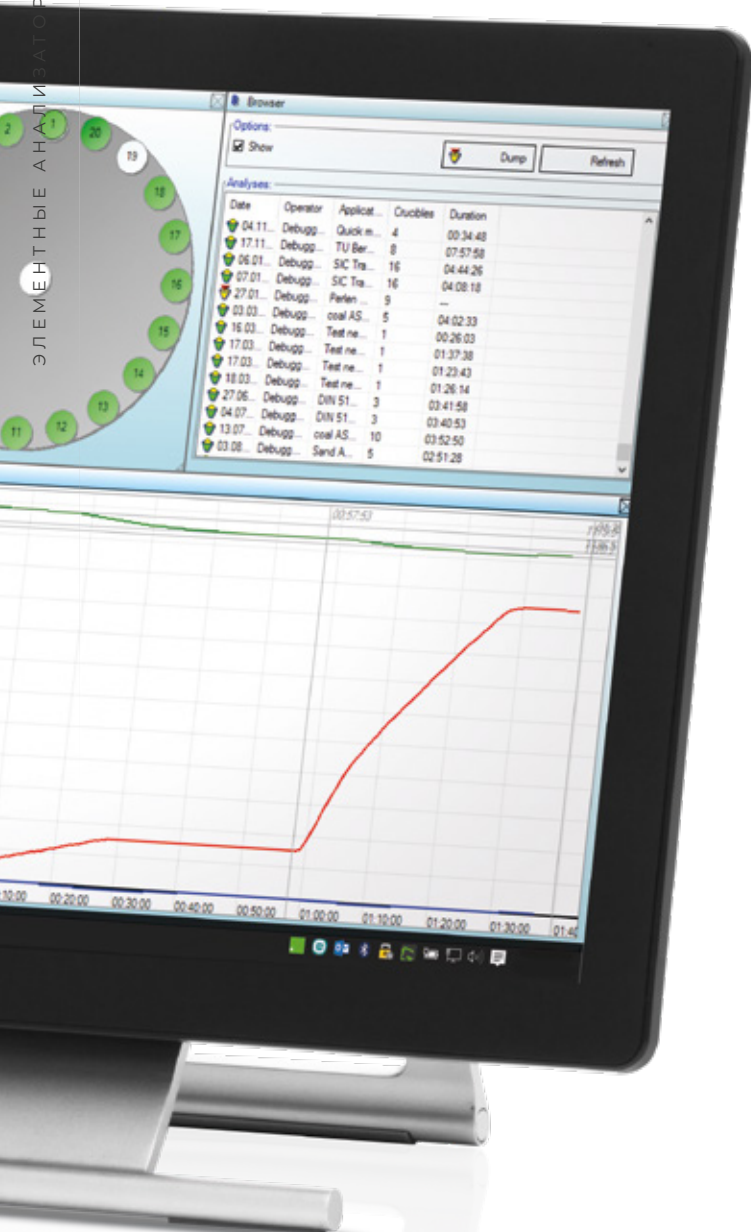 ЭЛЕМЕНТНЫЕ АНАЛИЗАТОР
2
1
20
19
18
17
16
15
14
13
12
11
Browser
Options:
Show
Dump
Refresh
Analyses:
Date Operator Applicat... Crucibles Duration
04.11... Debugg... Quick m... 4 00:34:48
17.11... Debugg... TU Ber... 8 07:57:58
06.01... Debugg... SIC Tra... 16 04:44:26
07.01... Debugg... SIC Tra... 16 04:08:18
27.01... Debugg... Perlen ... 9 ---
03.03... Debugg... coal AS... 5 04:02:33
16.03... Debugg... Test ne... 1 00:26:03
17.03... Debugg... Test ne... 1 01:37:38
17.03... Debugg... Test ne... 1 01:23:43
18.03... Debugg... Test ne... 1 01:26:14
27.06... Debugg... DIN 51... 3 03:41:58
04.07... Debugg... DIN 51... 3 03:40:53
13.07... Debugg... coal AS... 10 03:52:50
03.08... Debugg... Sand A... 5 02:51:28
00:57:53
:10:00 00:20:00 00:30:00 00:40:00 00:50:00 01:00:00 01:10:00 01:20:00 01:30:00 01:40